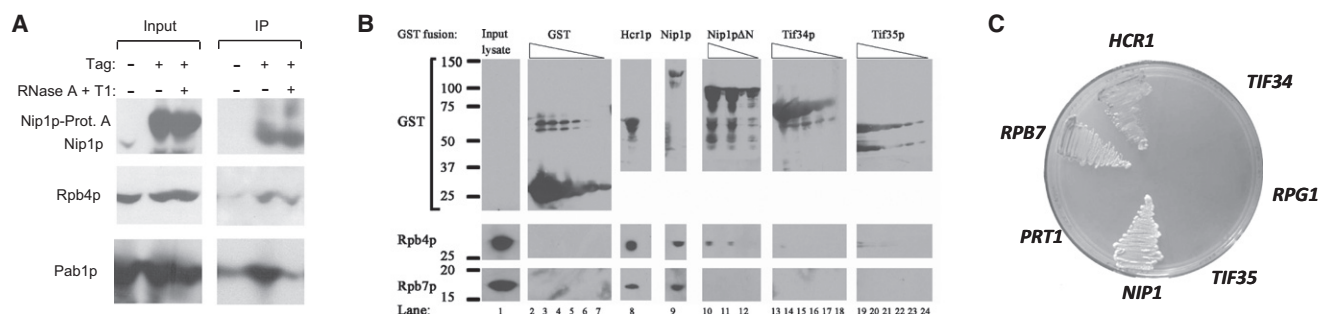 A
Input
IP
Tag: - + + - + +
RNase A + T1: - - + - - +
Nip1p-Prot. A
Nip1p
Rpb4p
Pab1p
B
GST fusion: Input lysate GST Hcr1p Nip1p Nip1pΔN Tif34p Tif35p
GST
150
100
75
50
37
25
Rpb4p
25
Rpb7p
20
15
Lane: 1 2 3 4 5 6 7 8 9 10 11 12 13 14 15 16 17 18 19 20 21 22 23 24
C
HCR1
TIF34
RPB7
RPG1
PRT1
TIF35
NIP1